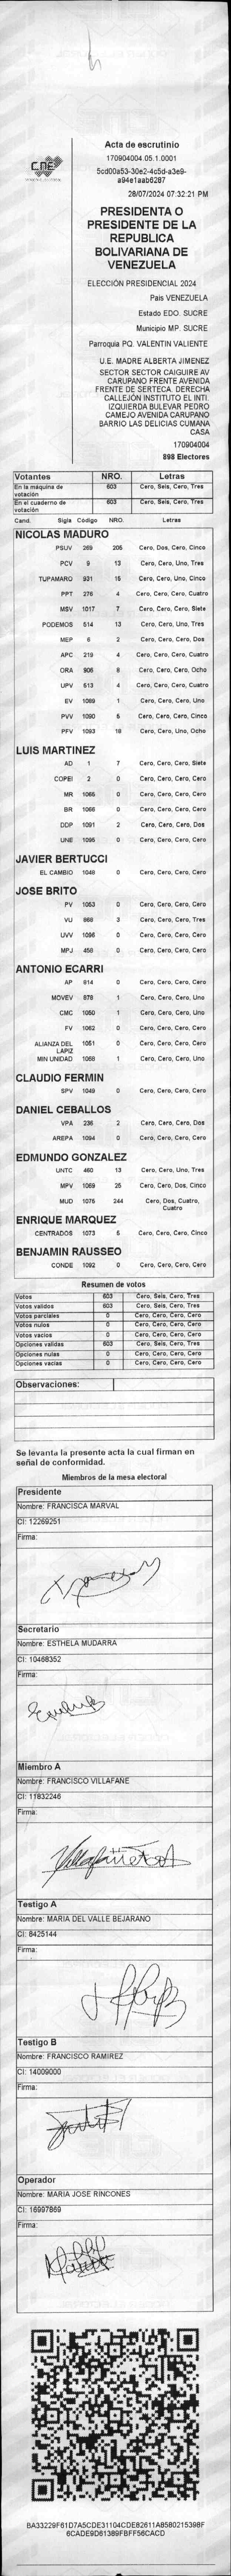 CNE
Acta de escrutinio
170904004.05.1.0001
5cd00a53-30e2-4c5d-a3e9-
a94e1aab6287
28/07/2024 07:32:21 PM
PRESIDENTA O
PRESIDENTE DE LA
REPUBLICA
BOLIVARIANA DE
VENEZUELA
ELECCIÓN PRESIDENCIAL 2024
Pais VENEZUELA
Estado EDO. SUCRE
Municipio MP. SUCRE
Parroquia PQ. VALENTIN VALIENTE
U.E. MADRE ALBERTA JIMENEZ
SECTOR SECTOR CAIGUIRE AV
CARUPANO FRENTE AVENIDA
FRENTE DE SERTECA. DERECHA
CALLEJÓN INSTITUTO EL INTI.
IZQUIERDA BULEVAR PEDRO
CAMEJO AVENIDA CARUPANO
BARRIO LAS DELICIAS CUMANA
CASA
170904004
898 Electores
Votantes NRO. Letras
En la máquina de votación 603 Cero, Seis, Cero, Tres
En el cuaderno de votación 603 Cero, Seis, Cero, Tres
Cand. Sigla Código NRO. Letras
NICOLAS MADURO
PSUV 269 205 Cero, Dos, Cero, Cinco
PCV 9 13 Cero, Cero, Uno, Tres
TUPAMARO 931 15 Cero, Cero, Uno, Cinco
PPT 276 4 Cero, Cero, Cero, Cuatro
MSV 1017 7 Cero, Cero, Cero, Siete
PODEMOS 514 13 Cero, Cero, Uno, Tres
MEP 6 2 Cero, Cero, Cero, Dos
APC 219 4 Cero, Cero, Cero, Cuatro
ORA 906 8 Cero, Cero, Cero, Ocho
UPV 513 4 Cero, Cero, Cero, Cuatro
EV 1089 1 Cero, Cero, Cero, Uno
PVV 1090 5 Cero, Cero, Cero, Cinco
PFV 1093 18 Cero, Cero, Uno, Ocho
LUIS MARTINEZ
AD 1 7 Cero, Cero, Cero, Siete
COPEI 2 0 Cero, Cero, Cero, Cero
MR 1065 0 Cero, Cero, Cero, Cero
BR 1066 0 Cero, Cero, Cero, Cero
DDP 1091 2 Cero, Cero, Cero, Dos
UNE 1095 0 Cero, Cero, Cero, Cero
JAVIER BERTUCCI
EL CAMBIO 1048 0 Cero, Cero, Cero, Cero
JOSE BRITO
PV 1053 0 Cero, Cero, Cero, Cero
VU 868 3 Cero, Cero, Cero, Tres
UVV 1096 0 Cero, Cero, Cero, Cero
MPJ 458 0 Cero, Cero, Cero, Cero
ANTONIO ECARRI
AP 814 0 Cero, Cero, Cero, Cero
MOVEV 878 1 Cero, Cero, Cero, Uno
CMC 1050 1 Cero, Cero, Cero, Uno
FV 1062 0 Cero, Cero, Cero, Cero
ALIANZA DEL LAPIZ 1051 0 Cero, Cero, Cero, Cero
MIN UNIDAD 1068 1 Cero, Cero, Cero, Uno
CLAUDIO FERMIN
SPV 1049 0 Cero, Cero, Cero, Cero
DANIEL CEBALLOS
VPA 236 2 Cero, Cero, Cero, Dos
AREPA 1094 0 Cero, Cero, Cero, Cero
EDMUNDO GONZALEZ
UNTC 460 13 Cero, Cero, Uno, Tres
MPV 1069 25 Cero, Cero, Dos, Cinco
MUD 1075 244 Cero, Dos, Cuatro, Cuatro
ENRIQUE MARQUEZ
CENTRADOS 1073 5 Cero, Cero, Cero, Cinco
BENJAMIN RAUSSEO
CONDE 1092 0 Cero, Cero, Cero, Cero
Resumen de votos
Votos 603 Cero, Seis, Cero, Tres
Votos validos 603 Cero, Seis, Cero, Tres
Votos parciales 0 Cero, Cero, Cero, Cero
Votos nulos 0 Cero, Cero, Cero, Cero
Votos vacios 0 Cero, Cero, Cero, Cero
Opciones validas 603 Cero, Seis, Cero, Tres
Opciones nulas 0 Cero, Cero, Cero, Cero
Opciones vacias 0 Cero, Cero, Cero, Cero
Observaciones:
Se levanta la presente acta la cual firman en
señal de conformidad.
Miembros de la mesa electoral
Presidente
Nombre: FRANCISCA MARVAL
CI: 12269251
Firma:
Secretario
Nombre: ESTHELA MUDARRA
CI: 10468352
Firma:
Miembro A
Nombre: FRANCISCO VILLAFANE
CI: 11832246
Firma:
Testigo A
Nombre: MARIA DEL VALLE BEJARANO
CI: 8425144
Firma:
Testigo B
Nombre: FRANCISCO RAMIREZ
CI: 14009000
Firma:
Operador
Nombre: MARIA JOSE RINCONES
CI: 16997869
Firma:
BA33229F61D7A5CDE31104CDE82611A8580215398F
6CADE9D61389FBFF56CACD